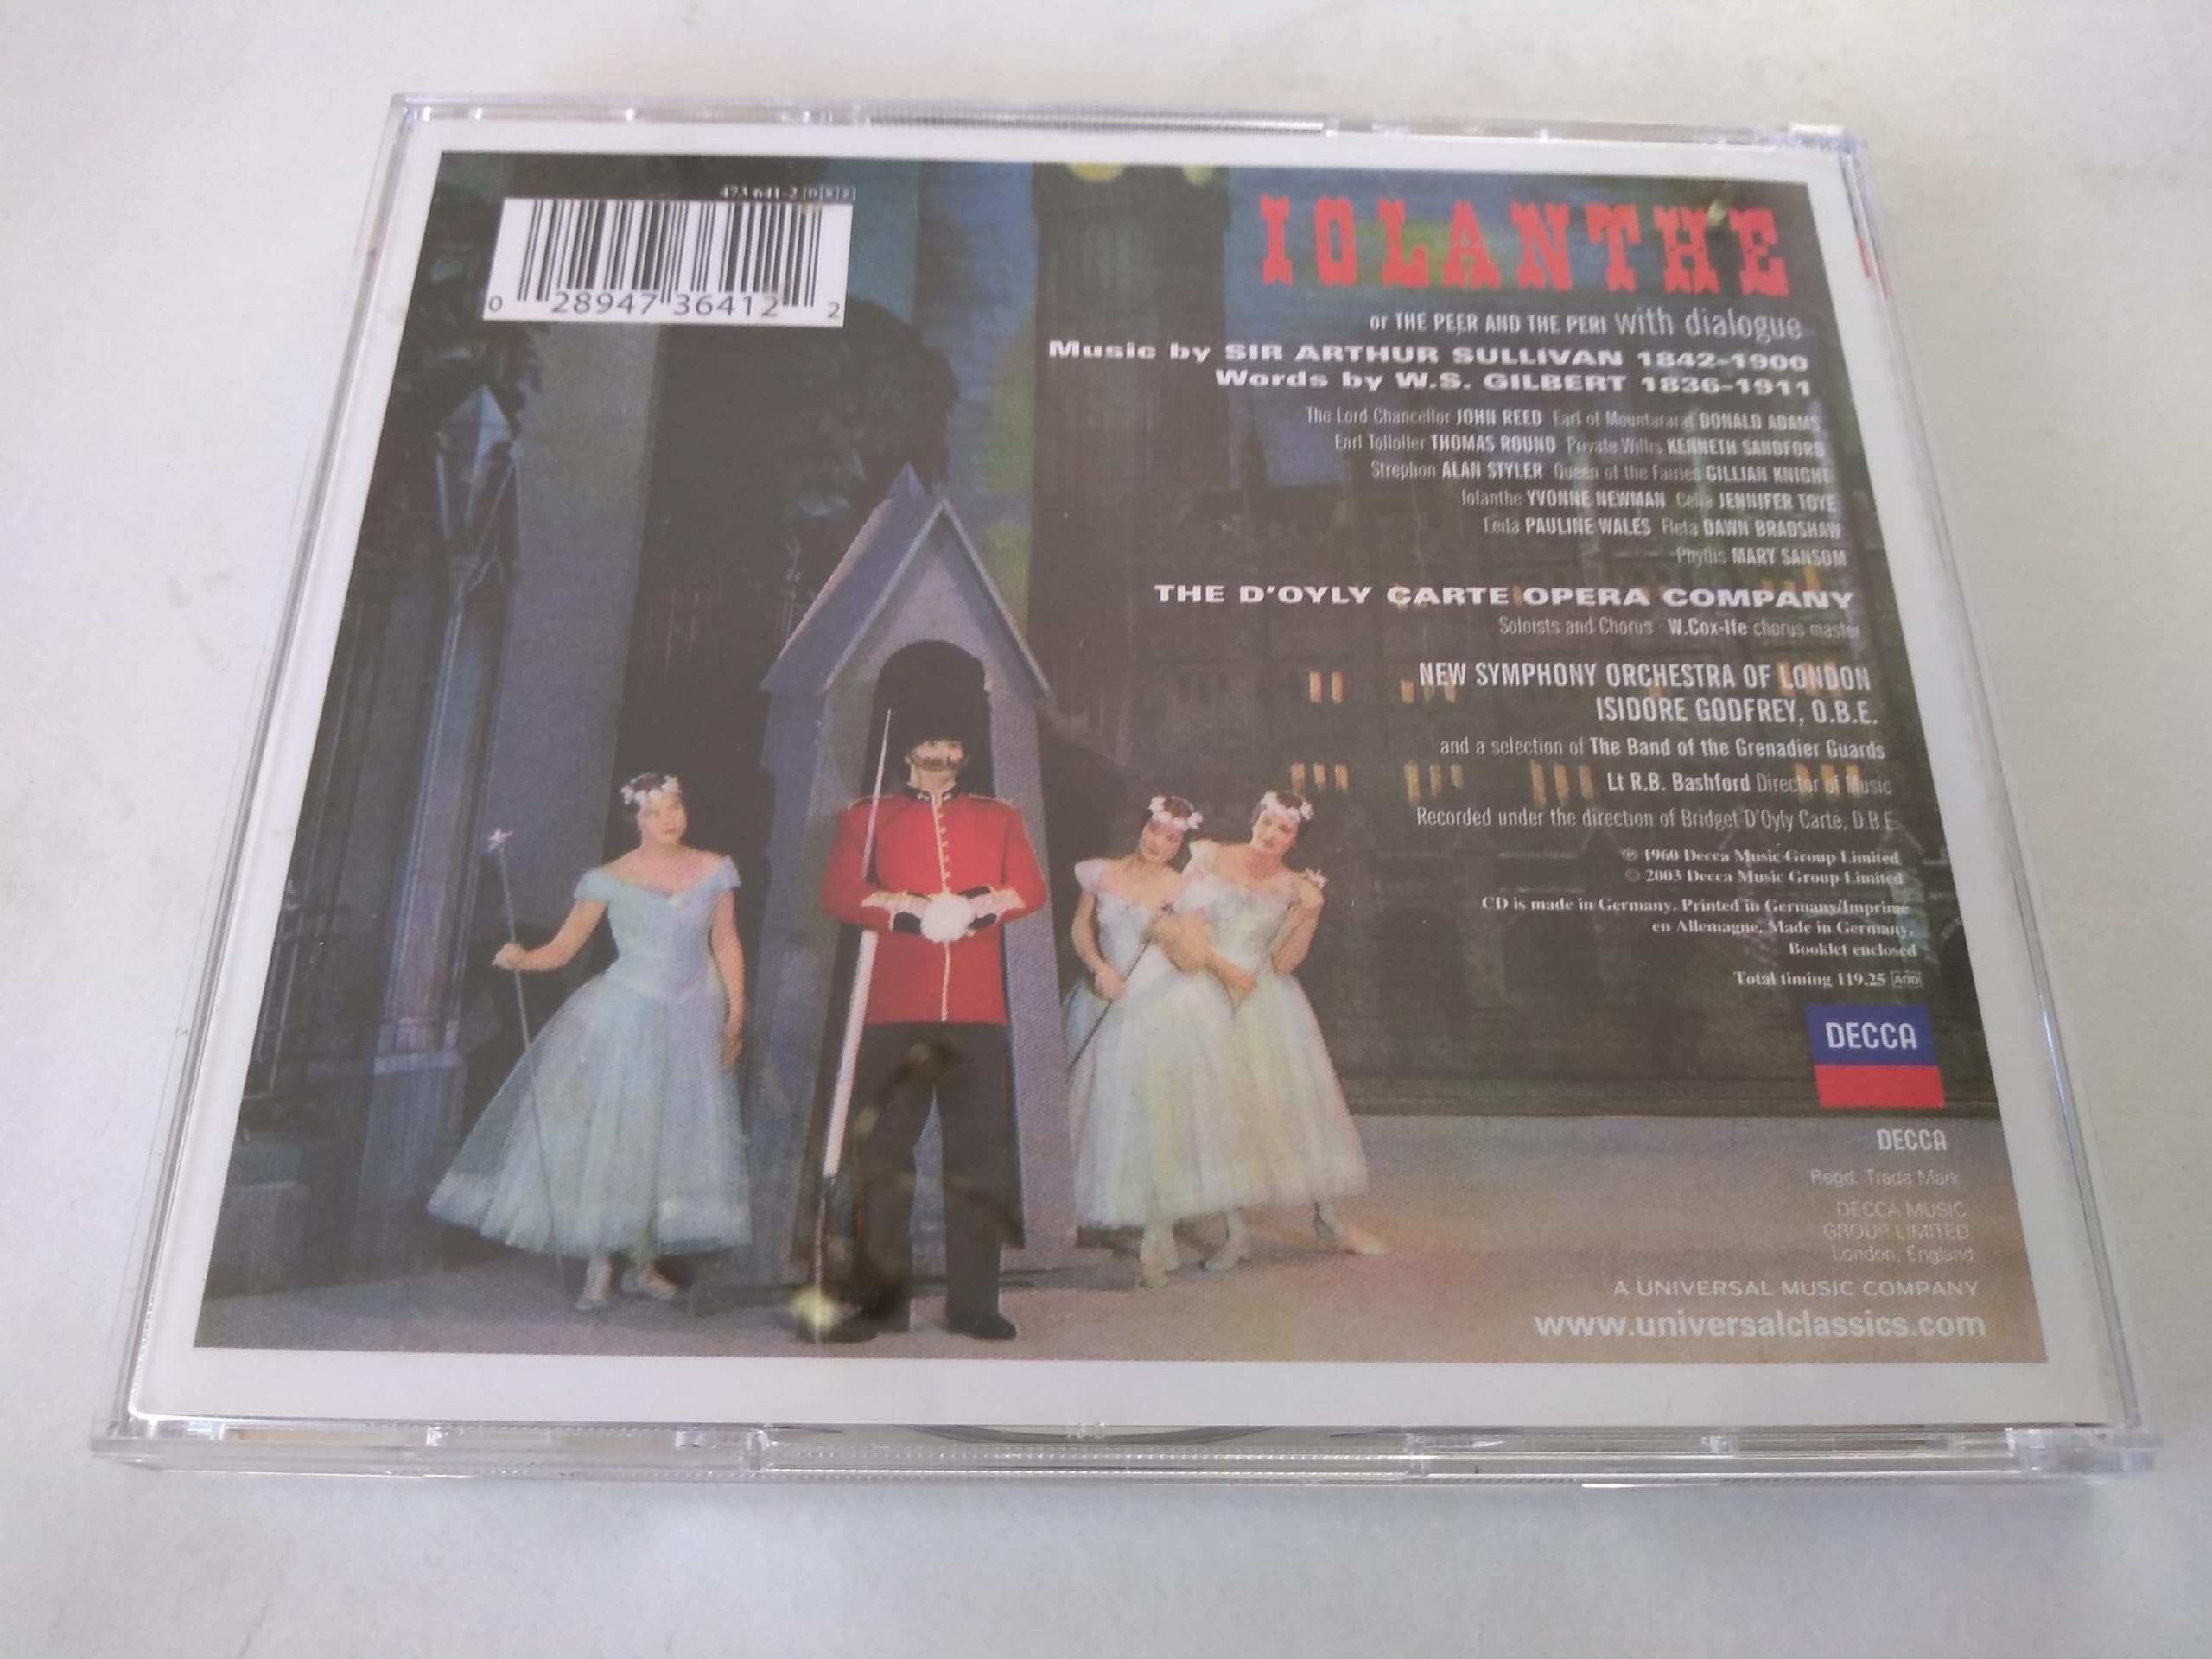 473 641-2 DX2
0 28947 36412 2
IOLANTHE
or THE PEER AND THE PERI with dialogue
Music by SIR ARTHUR SULLIVAN 1842-1900
Words by W.S. GILBERT 1836-1911
The Lord Chancellor JOHN REED Earl of Mountararat DONALD ADAMS
Earl Tolloller THOMAS ROUND Private Willis KENNETH SANDFORD
Strephon ALAN STYLER Queen of the Fairies GILLIAN KNIGHT
Iolanthe YVONNE NEWMAN Celia JENNIFER TOYE
Leila PAULINE WALES Fleta DAWN BRADSHAW
Phyllis MARY SANSOM
THE D'OYLY CARTE OPERA COMPANY
Soloists and Chorus · W.Cox-Ife chorus master
NEW SYMPHONY ORCHESTRA OF LONDON
ISIDORE GODFREY, O.B.E.
and a selection of The Band of the Grenadier Guards
Lt R.B. Bashford Director of Music
Recorded under the direction of Bridget D'Oyly Carte, D.B.E.
℗ 1960 Decca Music Group Limited
© 2003 Decca Music Group Limited
CD is made in Germany. Printed in Germany/Imprimé
en Allemagne. Made in Germany.
Booklet enclosed
Total timing 119.25 ADD
DECCA
DECCA
Regd. Trade Mark
DECCA MUSIC
GROUP LIMITED
London, England
A UNIVERSAL MUSIC COMPANY
www.universalclassics.com